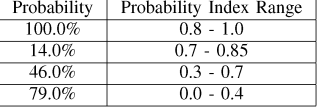 Probability Probability Index Range
100.0% 0.8 - 1.0
14.0% 0.7 - 0.85
46.0% 0.3 - 0.7
79.0% 0.0 - 0.4